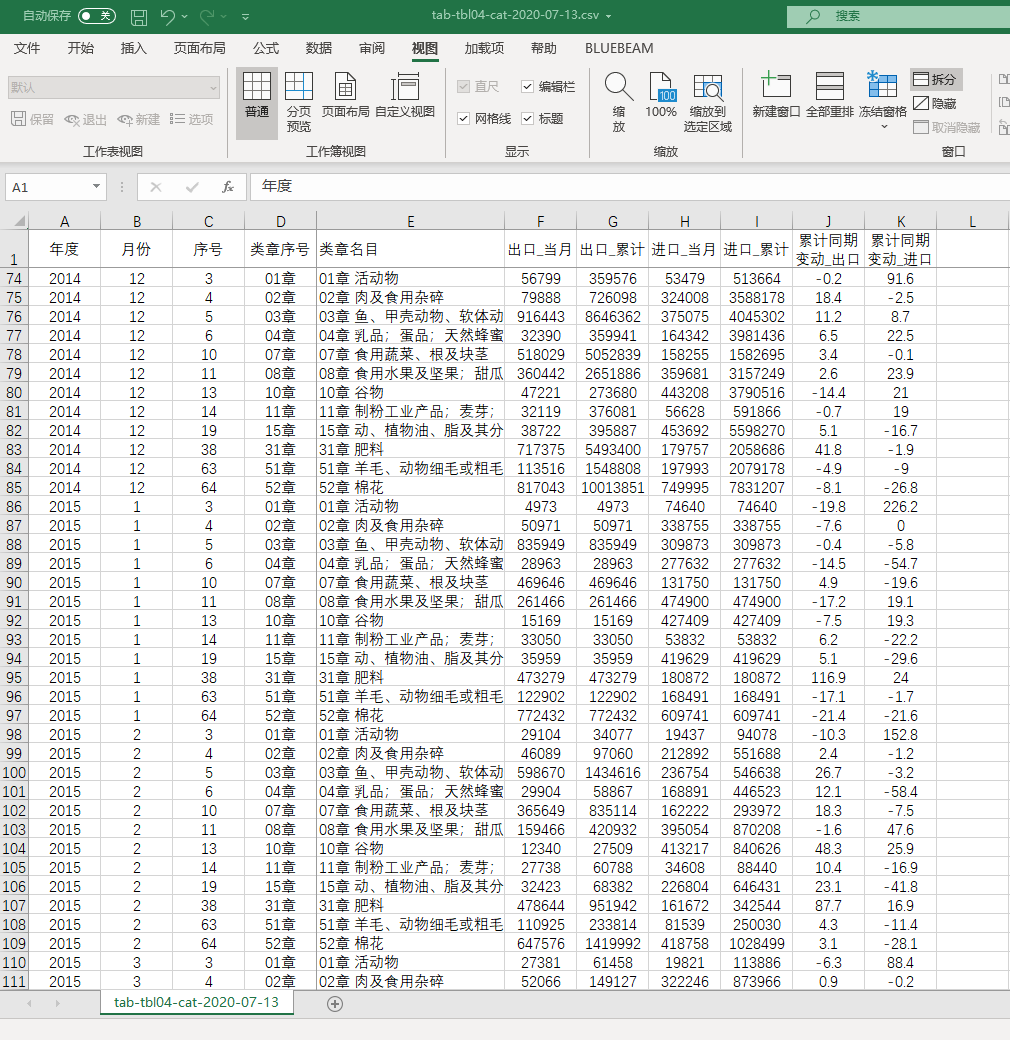 自动保存 关 tab-tbl04-cat-2020-07-13.csv 搜索
文件 开始 插入 页面布局 公式 数据 审阅 视图 加载项 帮助 BLUEBEAM
默认
保留 退出 新建 选项
工作表视图
普通 分页预览 页面布局 自定义视图
工作簿视图
直尺 编辑栏
网格线 标题
显示
缩放 100 100% 缩放到选定区域
缩放
新建窗口 全部重排 冻结窗格
拆分
隐藏
取消隐藏
窗口
A1 fx 年度
A B C D E F G H I J K L
1 年度 月份 序号 类章序号 类章名目 出口_当月 出口_累计 进口_当月 进口_累计 累计同期变动_出口 累计同期变动_进口
74 2014 12 3 01章 01章 活动物 56799 359576 53479 513664 -0.2 91.6
75 2014 12 4 02章 02章 肉及食用杂碎 79888 726098 324008 3588178 18.4 -2.5
76 2014 12 5 03章 03章 鱼、甲壳动物、软体动 916443 8646362 375075 4045302 11.2 8.7
77 2014 12 6 04章 04章 乳品；蛋品；天然蜂蜜 32390 359941 164342 3981436 6.5 22.5
78 2014 12 10 07章 07章 食用蔬菜、根及块茎 518029 5052839 158255 1582695 3.4 -0.1
79 2014 12 11 08章 08章 食用水果及坚果；甜瓜 360442 2651886 359681 3157249 2.6 23.9
80 2014 12 13 10章 10章 谷物 47221 273680 443208 3790516 -14.4 21
81 2014 12 14 11章 11章 制粉工业产品；麦芽； 32119 376081 56628 591866 -0.7 19
82 2014 12 19 15章 15章 动、植物油、脂及其分 38722 395887 453692 5598270 5.1 -16.7
83 2014 12 38 31章 31章 肥料 717375 5493400 179757 2058686 41.8 -1.9
84 2014 12 63 51章 51章 羊毛、动物细毛或粗毛 113516 1548808 197993 2079178 -4.9 -9
85 2014 12 64 52章 52章 棉花 817043 10013851 749995 7831207 -8.1 -26.8
86 2015 1 3 01章 01章 活动物 4973 4973 74640 74640 -19.8 226.2
87 2015 1 4 02章 02章 肉及食用杂碎 50971 50971 338755 338755 -7.6 0
88 2015 1 5 03章 03章 鱼、甲壳动物、软体动 835949 835949 309873 309873 -0.4 -5.8
89 2015 1 6 04章 04章 乳品；蛋品；天然蜂蜜 28963 28963 277632 277632 -14.5 -54.7
90 2015 1 10 07章 07章 食用蔬菜、根及块茎 469646 469646 131750 131750 4.9 -19.6
91 2015 1 11 08章 08章 食用水果及坚果；甜瓜 261466 261466 474900 474900 -17.2 19.1
92 2015 1 13 10章 10章 谷物 15169 15169 427409 427409 -7.5 19.3
93 2015 1 14 11章 11章 制粉工业产品；麦芽； 33050 33050 53832 53832 6.2 -22.2
94 2015 1 19 15章 15章 动、植物油、脂及其分 35959 35959 419629 419629 5.1 -29.6
95 2015 1 38 31章 31章 肥料 473279 473279 180872 180872 116.9 24
96 2015 1 63 51章 51章 羊毛、动物细毛或粗毛 122902 122902 168491 168491 -17.1 -1.7
97 2015 1 64 52章 52章 棉花 772432 772432 609741 609741 -21.4 -21.6
98 2015 2 3 01章 01章 活动物 29104 34077 19437 94078 -10.3 152.8
99 2015 2 4 02章 02章 肉及食用杂碎 46089 97060 212892 551688 2.4 -1.2
100 2015 2 5 03章 03章 鱼、甲壳动物、软体动 598670 1434616 236754 546638 26.7 -3.2
101 2015 2 6 04章 04章 乳品；蛋品；天然蜂蜜 29904 58867 168891 446523 12.1 -58.4
102 2015 2 10 07章 07章 食用蔬菜、根及块茎 365649 835114 162222 293972 18.3 -7.5
103 2015 2 11 08章 08章 食用水果及坚果；甜瓜 159466 420932 395054 870208 -1.6 47.6
104 2015 2 13 10章 10章 谷物 12340 27509 413217 840626 48.3 25.9
105 2015 2 14 11章 11章 制粉工业产品；麦芽； 27738 60788 34608 88440 10.4 -16.9
106 2015 2 19 15章 15章 动、植物油、脂及其分 32423 68382 226804 646431 23.1 -41.8
107 2015 2 38 31章 31章 肥料 478644 951942 161672 342544 87.7 16.9
108 2015 2 63 51章 51章 羊毛、动物细毛或粗毛 110925 233814 81539 250030 4.3 -11.4
109 2015 2 64 52章 52章 棉花 647576 1419992 418758 1028499 3.1 -28.1
110 2015 3 3 01章 01章 活动物 27381 61458 19821 113886 -6.3 88.4
111 2015 3 4 02章 02章 肉及食用杂碎 52066 149127 322246 873966 0.9 -0.2
tab-tbl04-cat-2020-07-13